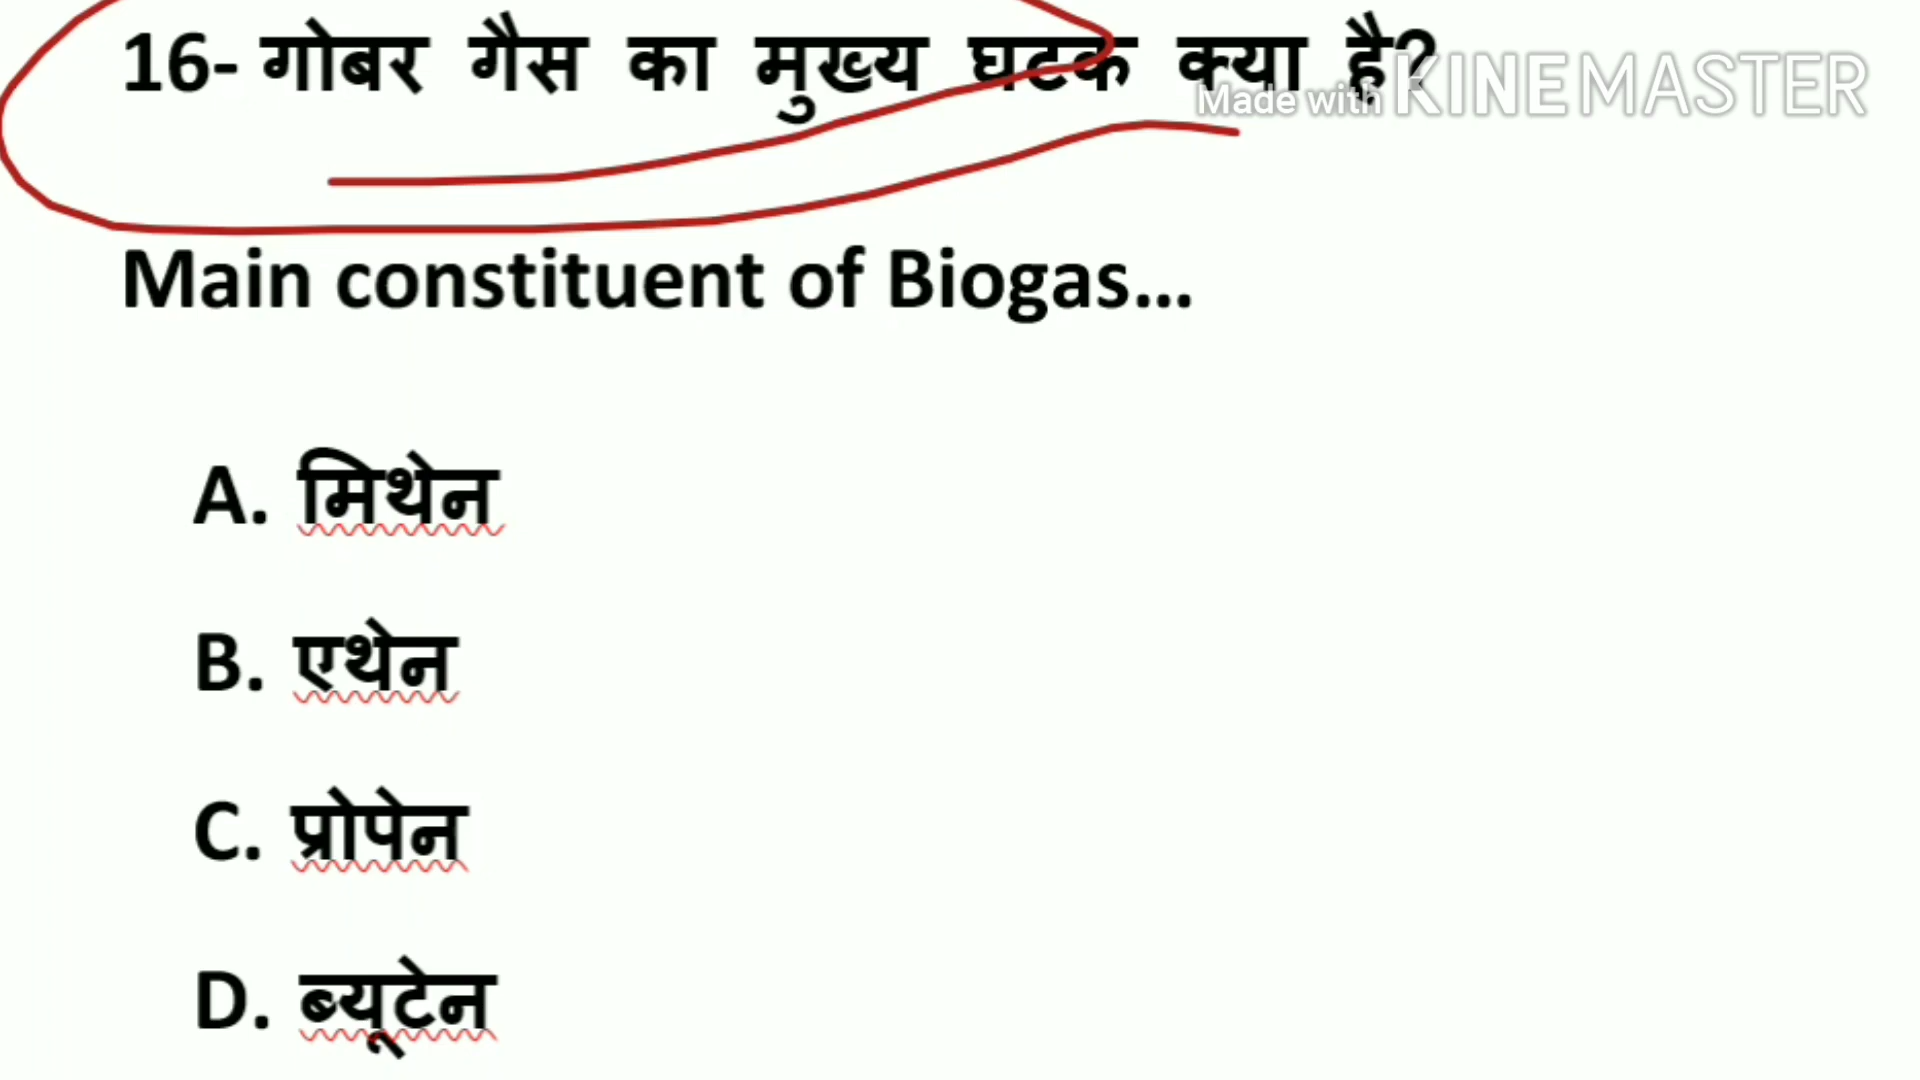 16- गोबर गैस का मुख्य घटक क्या है?
Made with KINEMASTER
Main constituent of Biogas...
A. मिथेन
B. एथेन
C. प्रोपेन
D. ब्यूटेन